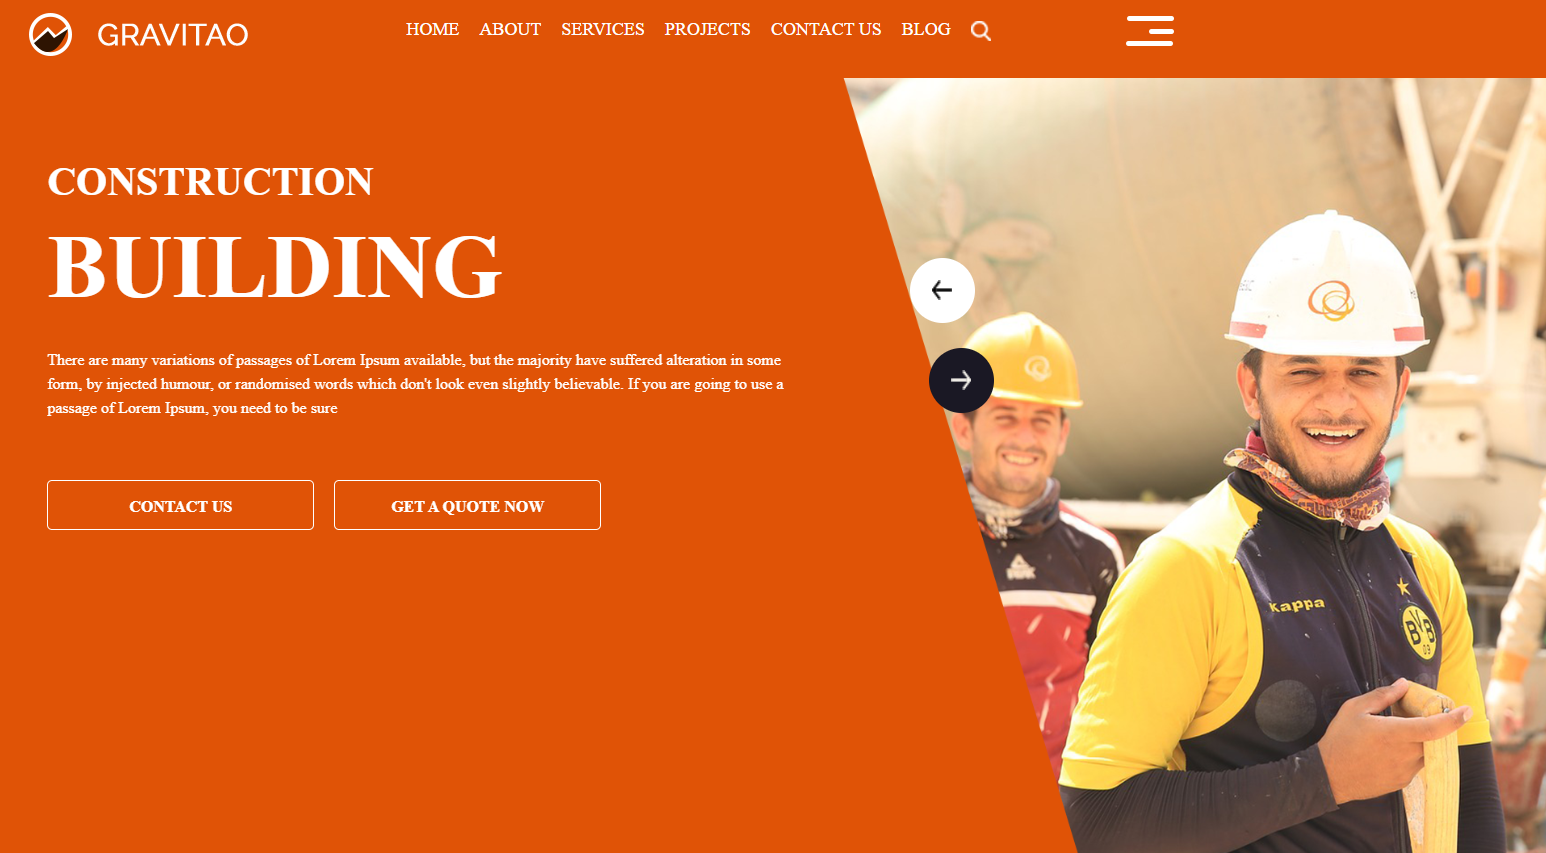 GRAVITAO
HOME ABOUT SERVICES PROJECTS CONTACT US BLOG
CONSTRUCTION
BUILDING
There are many variations of passages of Lorem Ipsum available, but the majority have suffered alteration in some
form, by injected humour, or randomised words which don't look even slightly believable. If you are going to use a
passage of Lorem Ipsum, you need to be sure
CONTACT US GET A QUOTE NOW
Kappa
BVB
09